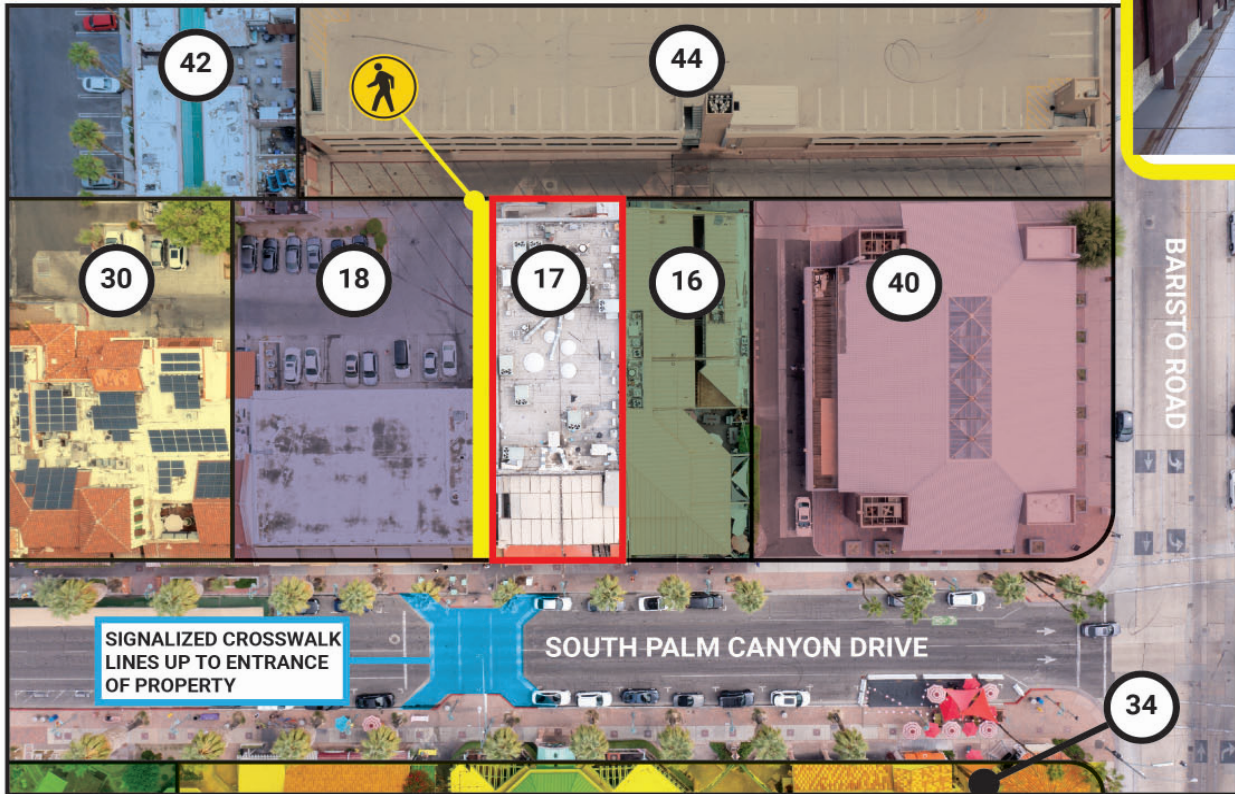 42
44
30
18
17
16
40
BARISTO ROAD
SIGNALIZED CROSSWALK
LINES UP TO ENTRANCE
OF PROPERTY
SOUTH PALM CANYON DRIVE
34